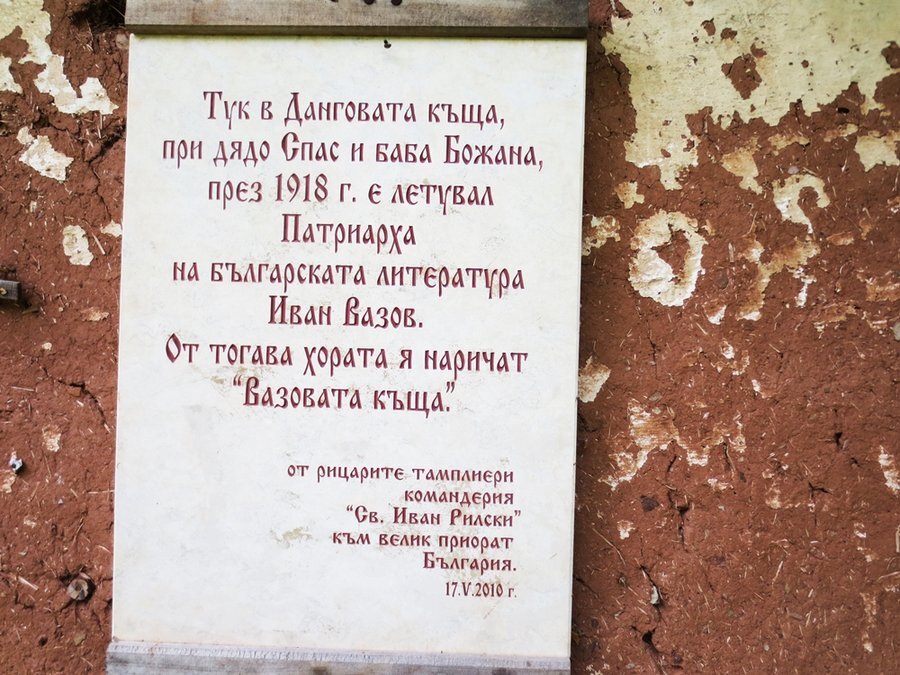 Тук в Данговата къща,
при дядо Спас и баба Божана,
през 1918 г. е летувал
Патриарха
на българската литература
Иван Вазов.
От тогава хората я наричат
“Вазовата къща.”
от рицарите тамплиери
командерия
“Св. Иван Рилски”
към велик приорат
България.
17.V.2010 г.